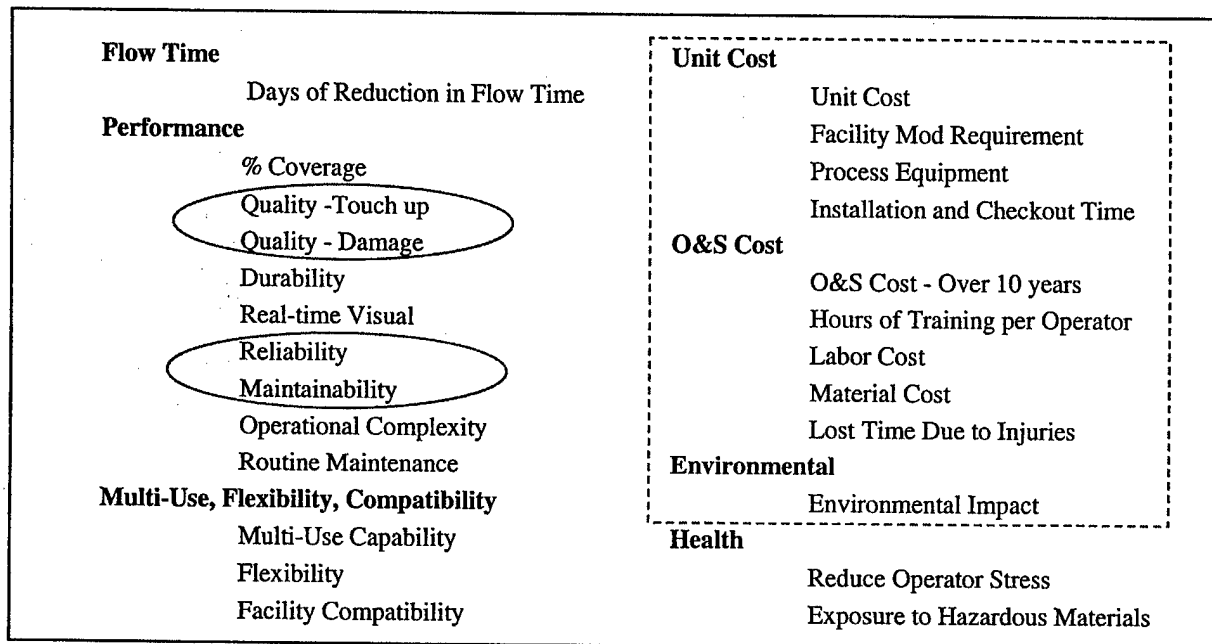 Flow Time
Days of Reduction in Flow Time
Performance
% Coverage
Quality -Touch up
Quality - Damage
Durability
Real-time Visual
Reliability
Maintainability
Operational Complexity
Routine Maintenance
Multi-Use, Flexibility, Compatibility
Multi-Use Capability
Flexibility
Facility Compatibility
Unit Cost
Unit Cost
Facility Mod Requirement
Process Equipment
Installation and Checkout Time
O&S Cost
O&S Cost - Over 10 years
Hours of Training per Operator
Labor Cost
Material Cost
Lost Time Due to Injuries
Environmental
Environmental Impact
Health
Reduce Operator Stress
Exposure to Hazardous Materials